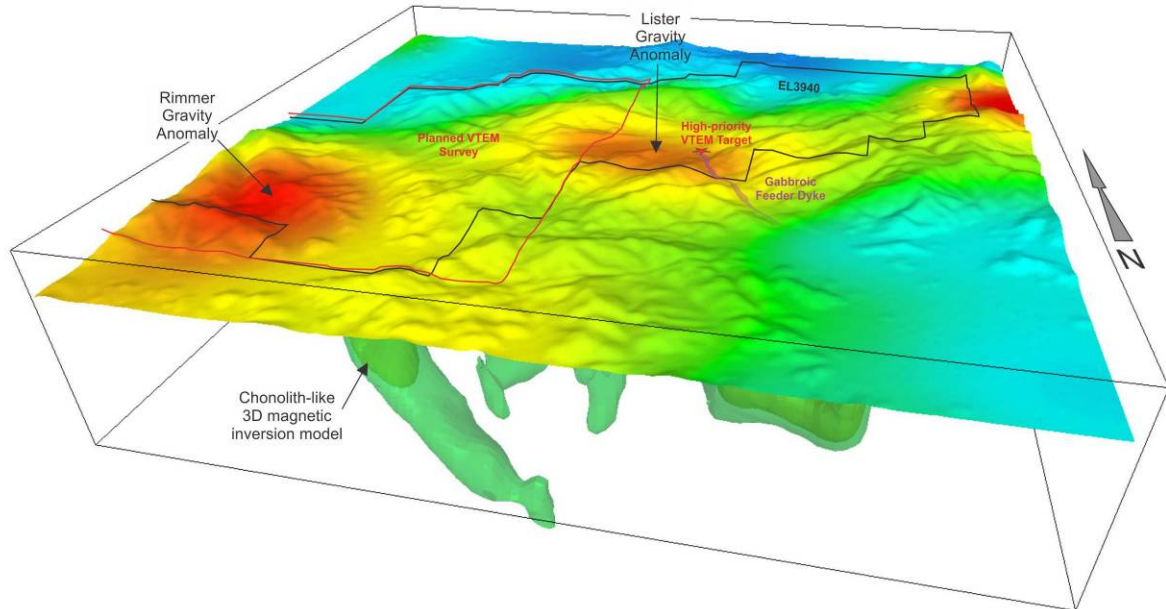 Lister
Gravity
Anomaly
EL3940
Rimmer
Gravity
Anomaly
Planned VTEM
Survey
High-priority
VTEM Target
Gabbroic
Feeder Dyke
N
Chonolith-like
3D magnetic
inversion model